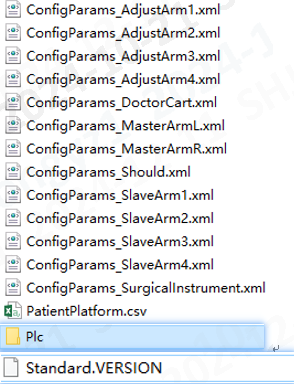 ConfigParams_AdjustArm1.xml
ConfigParams_AdjustArm2.xml
ConfigParams_AdjustArm3.xml
ConfigParams_AdjustArm4.xml
ConfigParams_DoctorCart.xml
ConfigParams_MasterArmL.xml
ConfigParams_MasterArmR.xml
ConfigParams_Should.xml
ConfigParams_SlaveArm1.xml
ConfigParams_SlaveArm2.xml
ConfigParams_SlaveArm3.xml
ConfigParams_SlaveArm4.xml
ConfigParams_SurgicalInstrument.xml
PatientPlatform.csv
Plc
Standard.VERSION